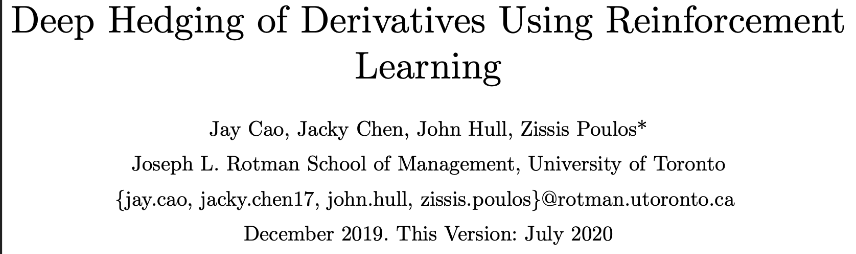 Deep Hedging of Derivatives Using Reinforcement
Learning
Jay Cao, Jacky Chen, John Hull, Zissis Poulos*
Joseph L. Rotman School of Management, University of Toronto
{jay.cao, jacky.chen17, john.hull, zissis.poulos}@rotman.utoronto.ca
December 2019. This Version: July 2020